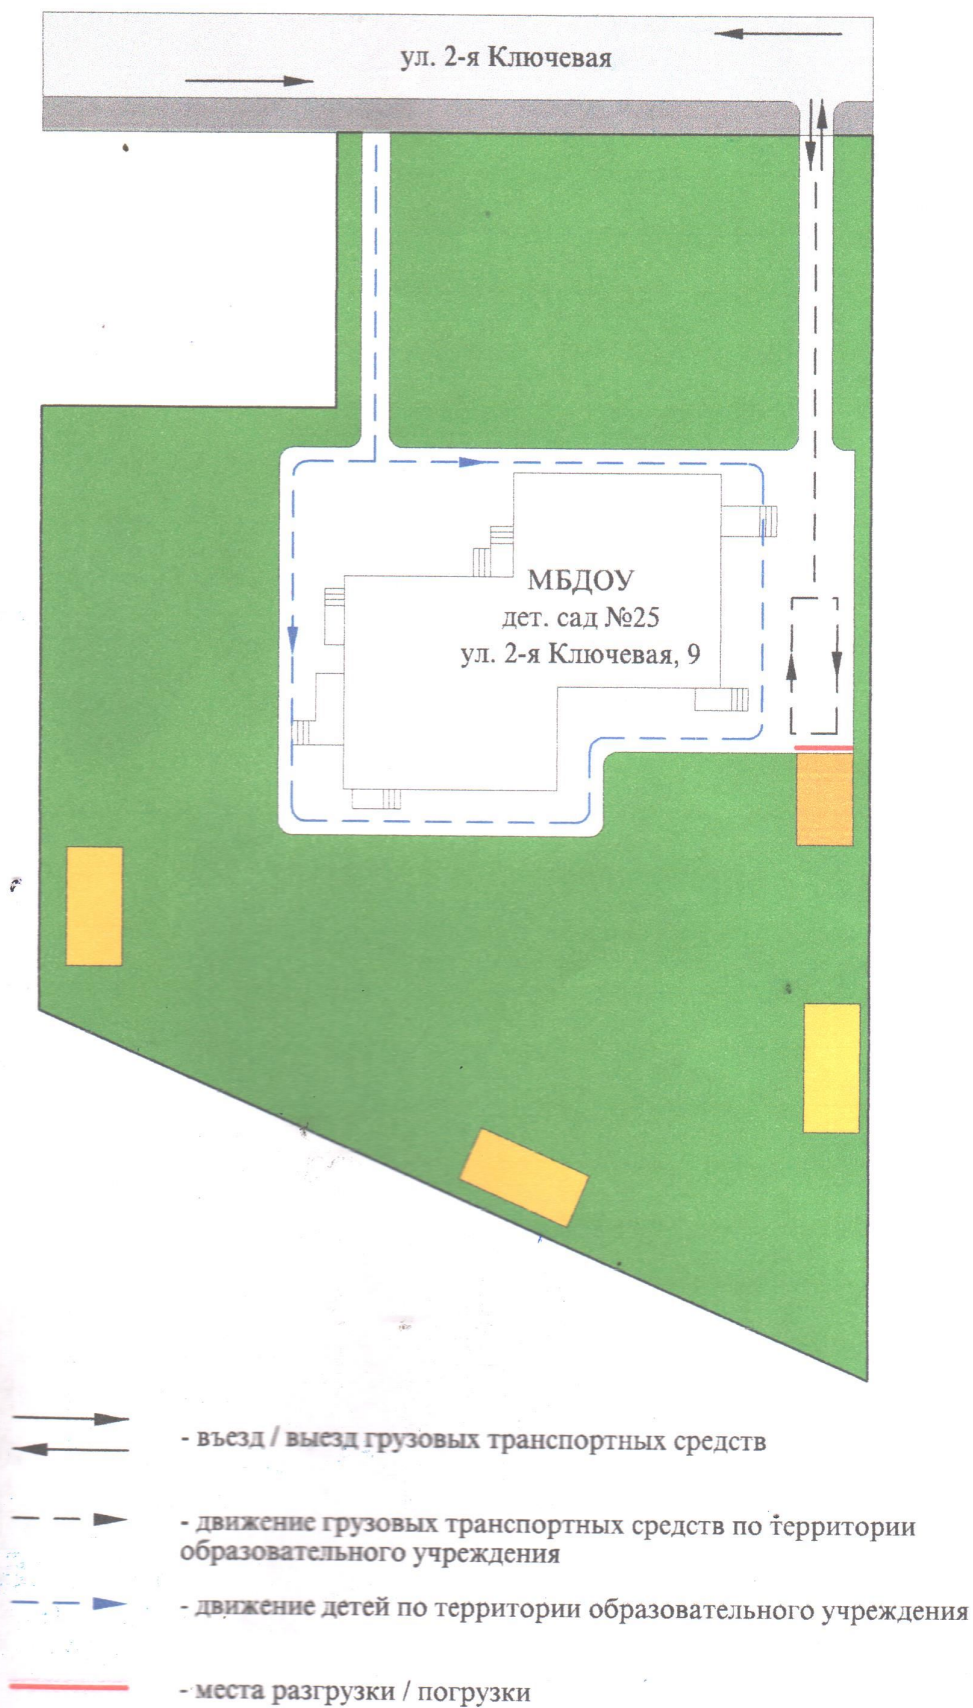 ул. 2-я Ключевая
МБДОУ
дет. сад №25
ул. 2-я Ключевая, 9
- въезд / выезд грузовых транспортных средств
- движение грузовых транспортных средств по территории
образовательного учреждения
- движение детей по территории образовательного учреждения
- места разгрузки / погрузки